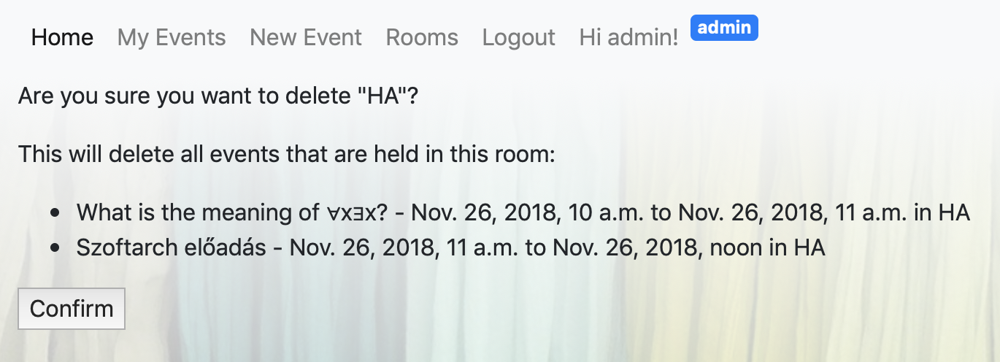 Home My Events New Event Rooms Logout Hi admin! admin
Are you sure you want to delete "HA"?
This will delete all events that are held in this room:
• What is the meaning of ∀x∃x? - Nov. 26, 2018, 10 a.m. to Nov. 26, 2018, 11 a.m. in HA
• Szoftarch előadás - Nov. 26, 2018, 11 a.m. to Nov. 26, 2018, noon in HA
Confirm